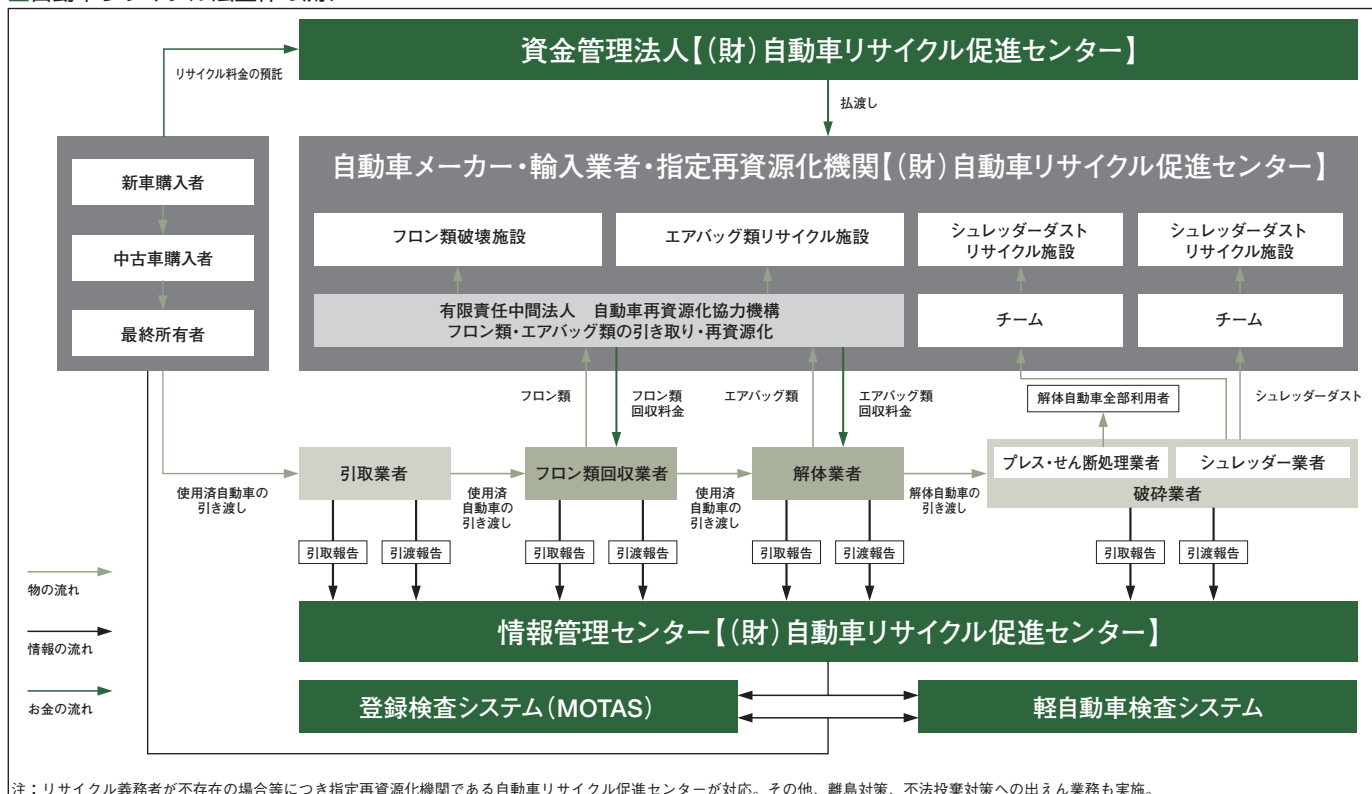 資金管理法人【(財)自動車リサイクル促進センター】
リサイクル料金の預託
払渡し
自動車メーカー・輸入業者・指定再資源化機関【(財)自動車リサイクル促進センター】
新車購入者
中古車購入者
最終所有者
フロン類破壊施設
エアバッグ類リサイクル施設
シュレッダーダスト
リサイクル施設
シュレッダーダスト
リサイクル施設
有限責任中間法人 自動車再資源化協力機構
フロン類・エアバッグ類の引き取り・再資源化
チーム
チーム
フロン類
フロン類
回収料金
エアバッグ類
エアバッグ類
回収料金
解体自動車全部利用者
シュレッダーダスト
引取業者
フロン類回収業者
解体業者
プレス・せん断処理業者
シュレッダー業者
破砕業者
使用済自動車の
引き渡し
使用済
自動車の
引き渡し
使用済
自動車の
引き渡し
解体自動車の
引き渡し
引取報告
引渡報告
引取報告
引渡報告
引取報告
引渡報告
引取報告
引渡報告
物の流れ
情報の流れ
お金の流れ
情報管理センター【(財)自動車リサイクル促進センター】
登録検査システム(MOTAS)
軽自動車検査システム
注：リサイクル義務者が不存在の場合等につき指定再資源化機関である自動車リサイクル促進センターが対応。その他、離島対策、不法投棄対策への出えん業務も実施。